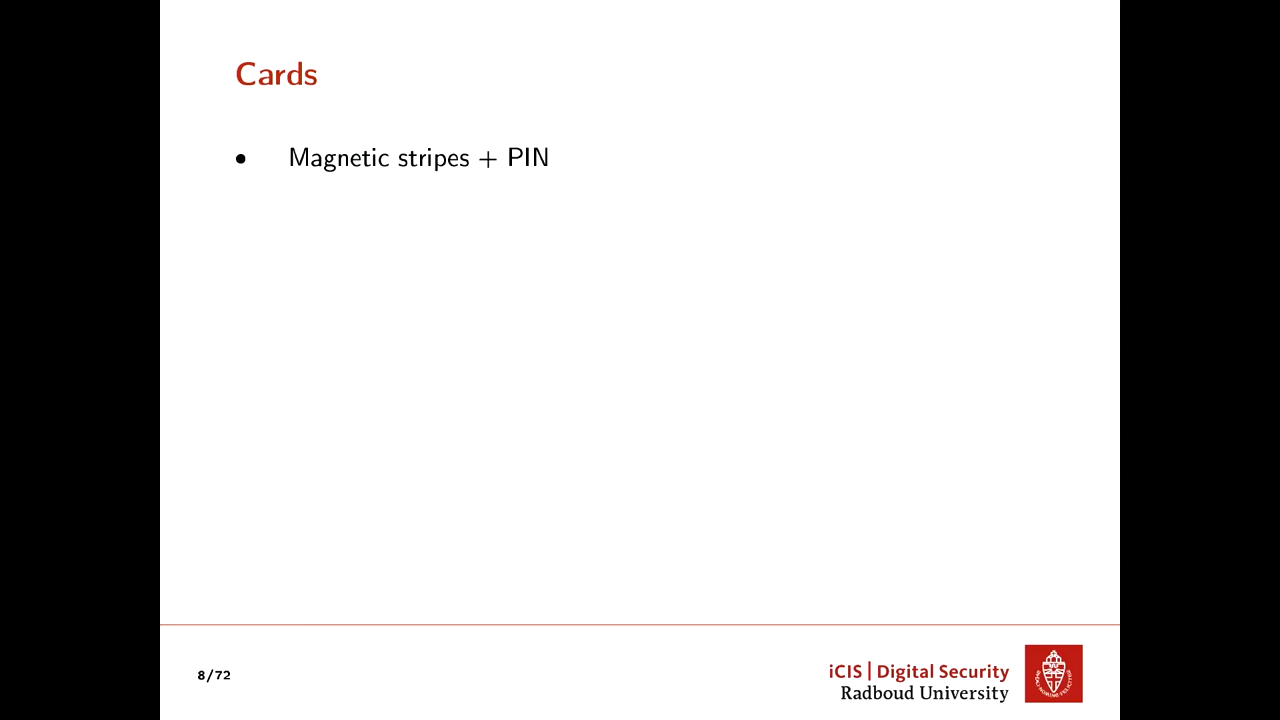 Cards
• Magnetic stripes + PIN
8/72
iCIS | Digital Security
Radboud University